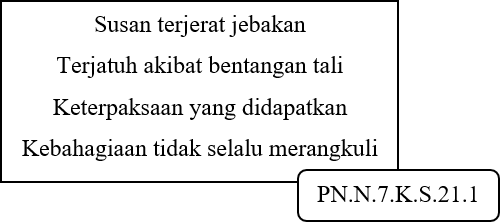 Susan terjerat jebakan
Terjatuh akibat bentangan tali
Keterpaksaan yang didapatkan
Kebahagiaan tidak selalu merangkuli
PN.N.7.K.S.21.1